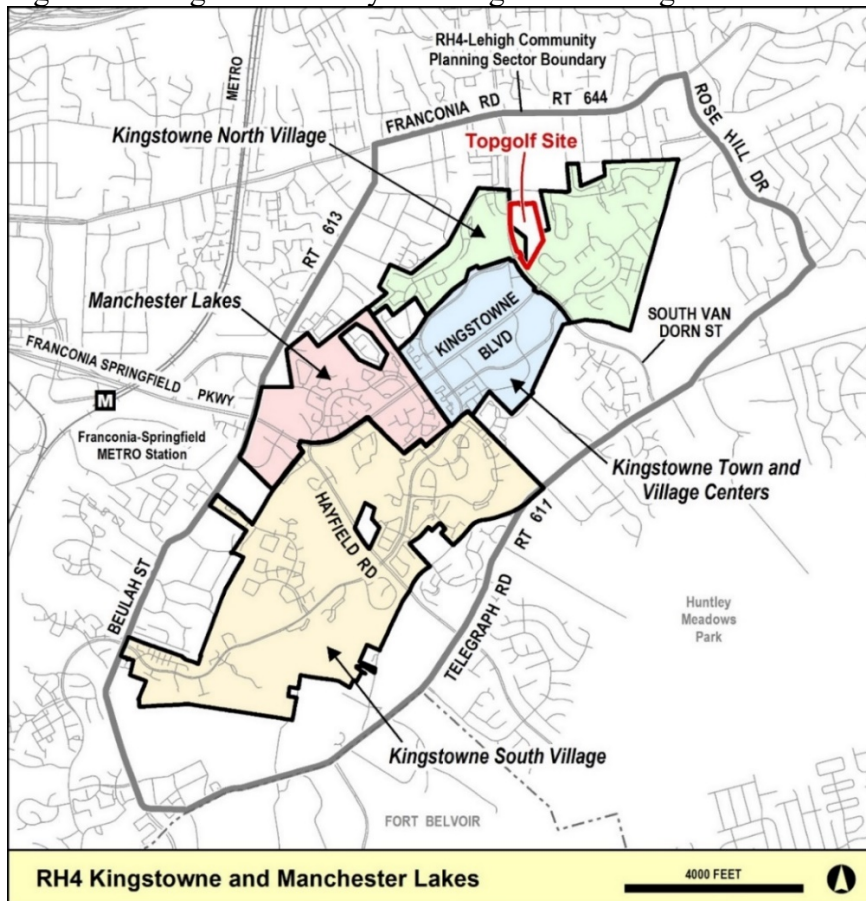 RH4-Lehigh Community
Planning Sector Boundary
METRO
FRANCONIA RD
RT 644
ROSE HILL DR
Kingstowne North Village
Topgolf Site
RT 613
Manchester Lakes
KINGSTOWNE
BLVD
SOUTH VAN
DORN ST
FRANCONIA SPRINGFIELD PKWY
M
Franconia-Springfield
METRO Station
Kingstowne Town and
Village Centers
HAYFIELD RD
RT 611
BEULAH ST
TELEGRAPH RD
Huntley
Meadows
Park
Kingstowne South Village
FORT BELVOIR
RH4 Kingstowne and Manchester Lakes
4000 FEET